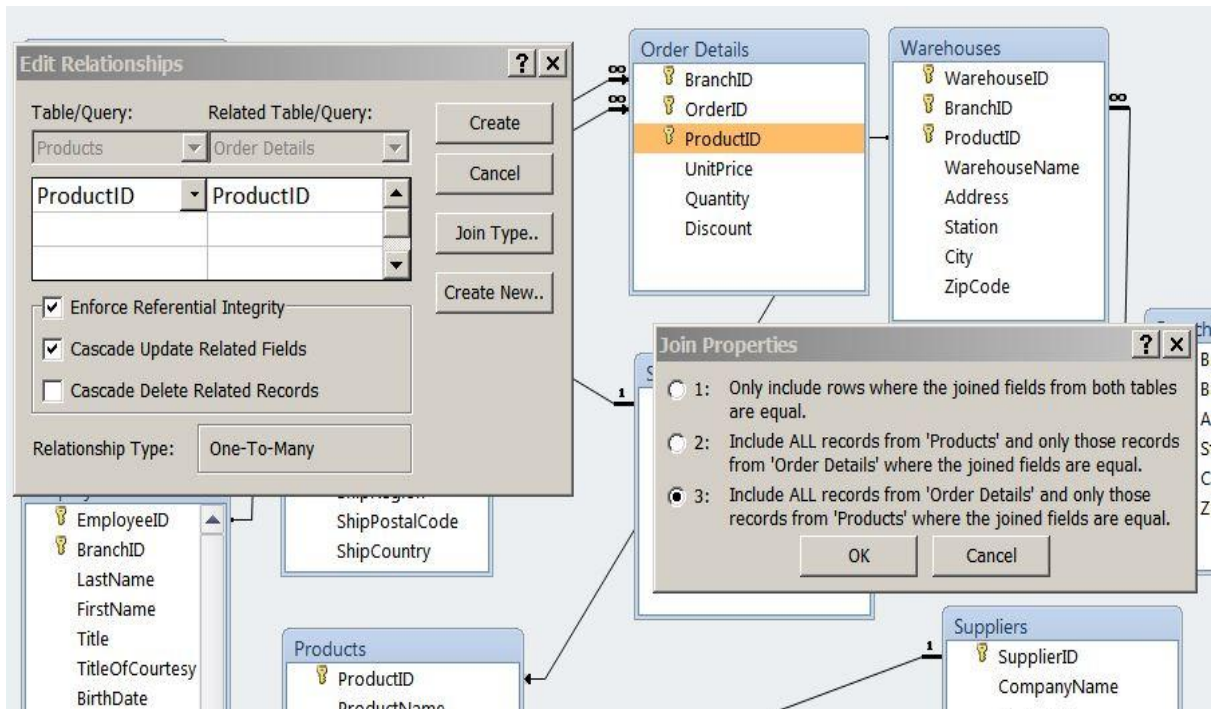 Edit Relationships
? x
Table/Query: Related Table/Query:
Products Order Details
ProductID ProductID
Create
Cancel
Join Type..
Create New..
Enforce Referential Integrity
Cascade Update Related Fields
Cascade Delete Related Records
Relationship Type: One-To-Many
Order Details
BranchID
OrderID
ProductID
UnitPrice
Quantity
Discount
∞
∞
Warehouses
WarehouseID
BranchID
ProductID
WarehouseName
Address
Station
City
ZipCode
∞
1
S
Join Properties
? x
1: Only include rows where the joined fields from both tables
are equal.
2: Include ALL records from 'Products' and only those records
from 'Order Details' where the joined fields are equal.
3: Include ALL records from 'Order Details' and only those
records from 'Products' where the joined fields are equal.
OK Cancel
B
B
A
S
C
Z
ShipRegion
ShipPostalCode
ShipCountry
EmployeeID
BranchID
LastName
FirstName
Title
TitleOfCourtesy
BirthDate
Products
ProductID
ProductName
1
Suppliers
SupplierID
CompanyName